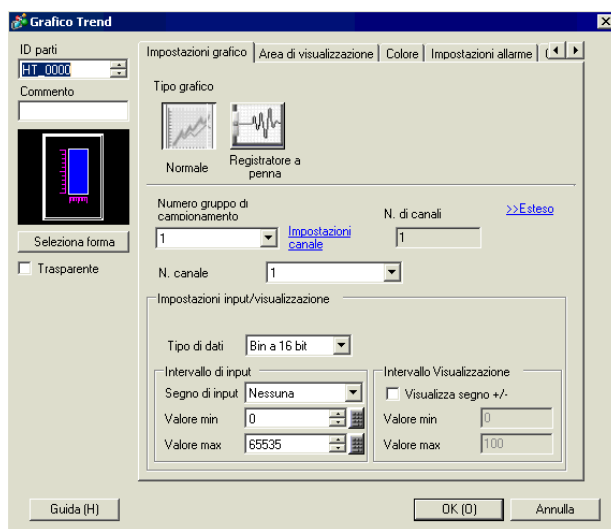 Grafico Trend
ID parti
HT_0000
Commento
Seleziona forma
Trasparente
Impostazioni grafico
Area di visualizzazione
Colore
Impostazioni allarme
Tipo grafico
Normale
Registratore a
penna
Numero gruppo di
campionamento
1
Impostazioni
canale
N. di canali
1
>>Esteso
N. canale
1
Impostazioni input/visualizzazione
Tipo di dati
Bin a 16 bit
Intervallo di input
Segno di input
Nessuna
Valore min
0
Valore max
65535
Intervallo Visualizzazione
Visualizza segno +/-
Valore min
0
Valore max
100
Guida (H)
OK (O)
Annulla